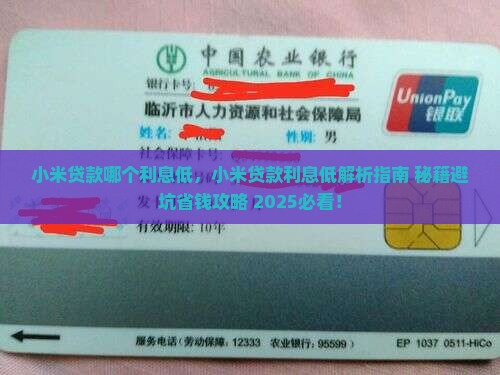 中国农业银行
AGRICULTURAL BANK OF CHINA
银行卡号:
UnionPay
银联
临沂市人力资源和社会保障局
姓名:
性别: 男
社会保障号:
小米贷款哪个利息低，小米贷款利息低解析指南 秘籍避
坑省钱攻略 2025必看！
有效期限: 10年
服务电话(劳动保障: 12333 农业银行: 95599)
EP 1037 0511-HiCo